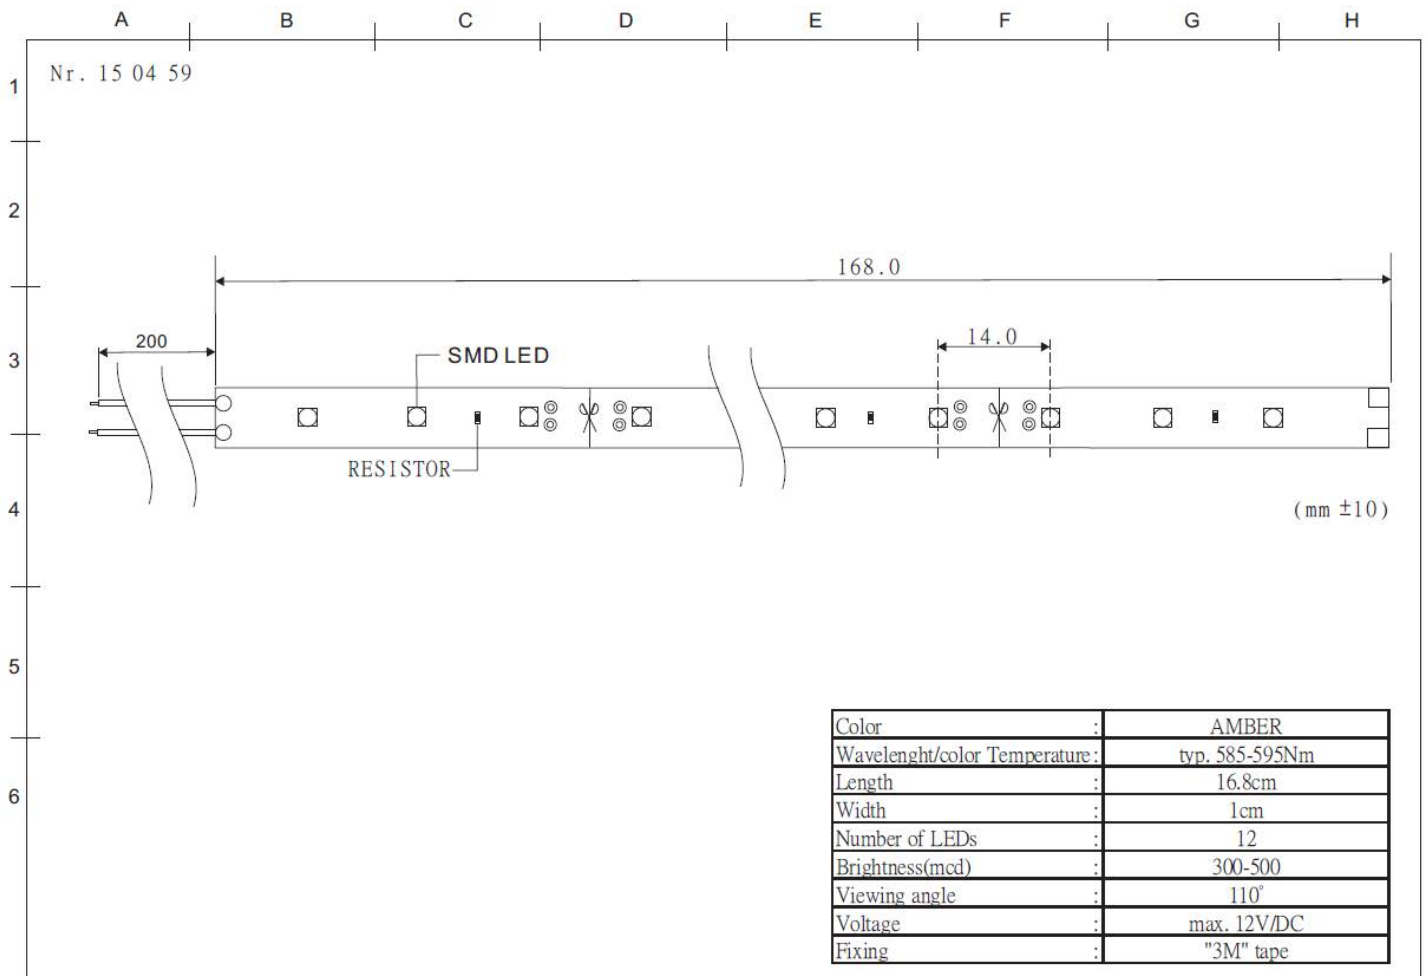 A B C D E F G H
1
Nr. 15 04 59
2
168.0
3
200
14.0
SMD LED
RESISTOR
4
(mm ±10)
5
Color : AMBER
Wavelenght/color Temperature: typ. 585-595Nm
6
Length : 16.8cm
Width : 1cm
Number of LEDs : 12
Brightness(mcd) : 300-500
Viewing angle : 110°
Voltage : max. 12V/DC
Fixing : "3M" tape